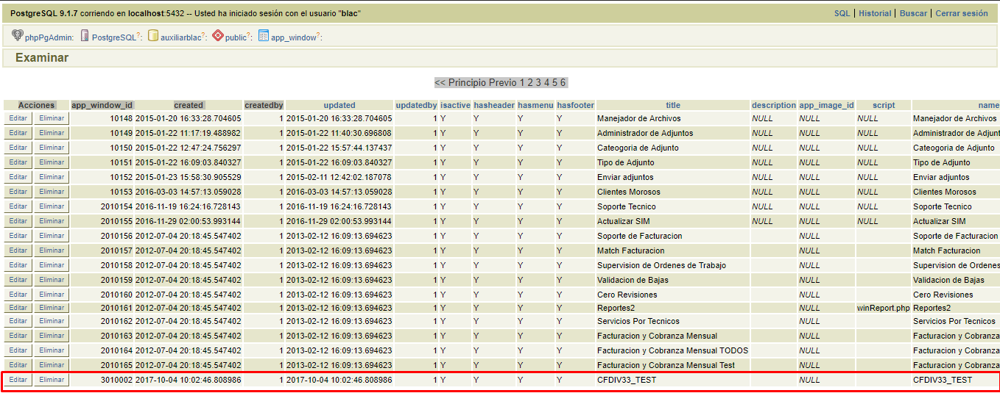 PostgreSQL 9.1.7 corriendo en localhost:5432 -- Usted ha iniciado sesión con el usuario "blac" SQL | Historial | Buscar | Cerrar sesión
phpPgAdmin: PostgreSQL?: auxiliarblac?: public?: app_window?:
Examinar
<< Principio Previo 1 2 3 4 5 6
Acciones app_window_id created createdby updated updatedby isactive hasheader hasmenu hasfooter title description app_image_id script name
Editar Eliminar 10148 2015-01-20 16:33:28.704605 1 2015-01-20 16:33:28.704605 1 Y Y Y Y Manejador de Archivos NULL NULL NULL Manejador de Archivos
Editar Eliminar 10149 2015-01-22 11:17:19.488982 1 2015-01-22 11:40:30.696808 1 Y Y Y Y Administrador de Adjuntos NULL NULL NULL Administrador de Adjunt
Editar Eliminar 10150 2015-01-22 12:47:24.756297 1 2015-01-22 15:57:44.137437 1 Y Y Y Y Cateogoria de Adjunto NULL NULL NULL Cateogoria de Adjunto
Editar Eliminar 10151 2015-01-22 16:09:03.840327 1 2015-01-22 16:09:03.840327 1 Y Y Y Y Tipo de Adjunto NULL NULL NULL Tipo de Adjunto
Editar Eliminar 10152 2015-01-23 15:58:30.905529 1 2015-02-11 12:42:02.187078 1 Y Y Y Y Enviar adjuntos NULL NULL NULL Enviar adjuntos
Editar Eliminar 10153 2016-03-03 14:57:13.059028 1 2016-03-03 14:57:13.059028 1 Y Y Y Y Clientes Morosos NULL NULL NULL Clientes Morosos
Editar Eliminar 2010154 2016-11-19 16:24:16.728143 1 2016-11-19 16:24:16.728143 1 Y Y Y Y Soporte Tecnico NULL NULL NULL Soporte Tecnico
Editar Eliminar 2010155 2016-11-29 02:00:53.993144 1 2016-11-29 02:00:53.993144 1 Y Y Y Y Actualizar SIM NULL NULL NULL Actualizar SIM
Editar Eliminar 2010156 2012-07-04 20:18:45.547402 1 2013-02-12 16:09:13.694623 1 Y Y Y Y Soporte de Facturacion NULL Soporte de Facturacion
Editar Eliminar 2010157 2012-07-04 20:18:45.547402 1 2013-02-12 16:09:13.694623 1 Y Y Y Y Match Facturacion NULL Match Facturacion
Editar Eliminar 2010158 2012-07-04 20:18:45.547402 1 2013-02-12 16:09:13.694623 1 Y Y Y Y Supervision de Ordenes de Trabajo NULL Supervision de Ordenes
Editar Eliminar 2010159 2012-07-04 20:18:45.547402 1 2013-02-12 16:09:13.694623 1 Y Y Y Y Validacion de Bajas NULL Validacion de Bajas
Editar Eliminar 2010160 2012-07-04 20:18:45.547402 1 2013-02-12 16:09:13.694623 1 Y Y Y Y Cero Revisiones NULL Cero Revisiones
Editar Eliminar 2010161 2012-07-04 20:18:45.547402 1 2013-02-12 16:09:13.694623 1 Y Y Y Y Reportes2 NULL winReport.php Reportes2
Editar Eliminar 2010162 2012-07-04 20:18:45.547402 1 2013-02-12 16:09:13.694623 1 Y Y Y Y Servicios Por Tecnicos NULL Servicios Por Tecnicos
Editar Eliminar 2010163 2012-07-04 20:18:45.547402 1 2013-02-12 16:09:13.694623 1 Y Y Y Y Facturacion y Cobranza Mensual NULL Facturacion y Cobranza
Editar Eliminar 2010164 2012-07-04 20:18:45.547402 1 2013-02-12 16:09:13.694623 1 Y Y Y Y Facturacion y Cobranza Mensual TODOS NULL Facturacion y Cobranza
Editar Eliminar 2010165 2012-07-04 20:18:45.547402 1 2013-02-12 16:09:13.694623 1 Y Y Y Y Facturacion y Cobranza Mensual Test NULL Facturacion y Cobranza
Editar Eliminar 3010002 2017-10-04 10:02:46.808986 1 2017-10-04 10:02:46.808986 1 Y Y Y Y CFDIV33_TEST NULL CFDIV33_TEST